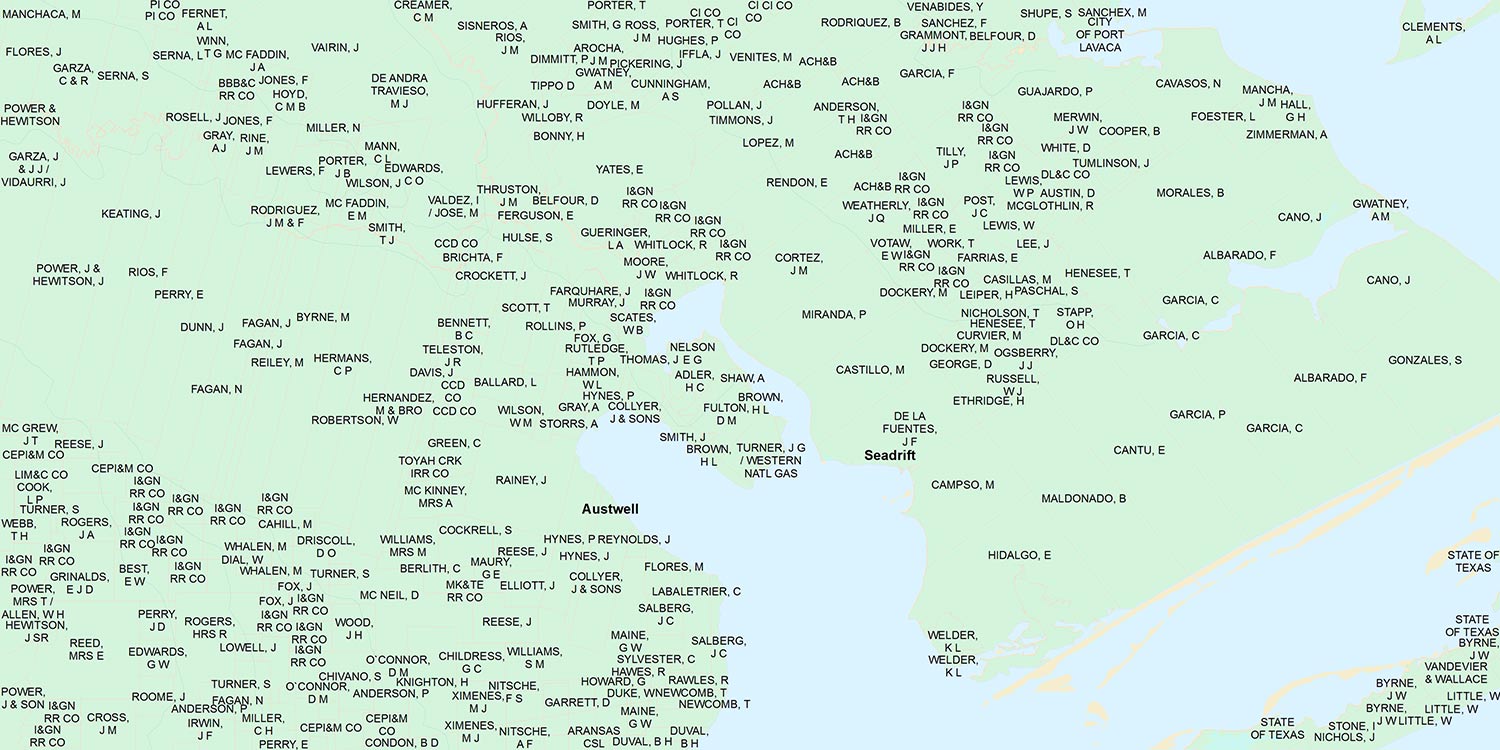 MANCHACA, M
PI CO
PI CO
FERNET,
A L
CREAMER,
C M
PORTER, T
CI CO
CI CI CO
CO
VENABIDES, Y
SHUPE, S
SANCHEX, M
CITY
OF PORT
LAVACA
CLEMENTS,
A L
SISNEROS, A
SMITH, G
ROSS,
J M
PORTER, T
CI
CO
RODRIQUEZ, B
SANCHEZ, F
GRAMMONT,
J J H
BELFOUR, D
FLORES, J
WINN,
T G
SERNA, L
MC FADDIN,
J A
VAIRIN, J
RIOS,
J M
AROCHA,
J M
HUGHES, P
IFFLA, J
VENITES, M
ACH&B
DIMMITT, P
PICKERING, J
GARZA,
C & R
SERNA, S
BBB&C
RR CO
JONES, F
HOYD,
C M B
DE ANDRA
TRAVIESO,
M J
TIPPO D
GWATNEY,
A M
CUNNINGHAM,
A S
ACH&B
ACH&B
GARCIA, F
GUAJARDO, P
CAVASOS, N
MANCHA,
J M
HALL,
G H
POWER &
HEWITSON
ROSELL, J
JONES, F
MILLER, N
HUFFERAN, J
WILLOBY, R
DOYLE, M
POLLAN, J
TIMMONS, J
ANDERSON,
T H
I&GN
RR CO
I&GN
RR CO
MERWIN,
J W
COOPER, B
FOESTER, L
ZIMMERMAN, A
GRAY,
A J
RINE,
J M
BONNY, H
LOPEZ, M
I&GN
RR CO
WHITE, D
GARZA, J
& J J /
VIDAURRI, J
MANN,
C L
PORTER,
J B
LEWERS, F
WILSON, J
EDWARDS,
C O
YATES, E
ACH&B
TILLY,
J P
I&GN
RR CO
TUMLINSON, J
DL&C CO
KEATING, J
RODRIGUEZ,
J M & F
MC FADDIN,
E M
VALDEZ, I
/ JOSE, M
THRUSTON,
J M
BELFOUR, D
FERGUSON, E
I&GN
RR CO
RENDON, E
ACH&B
I&GN
RR CO
LEWIS,
W P
AUSTIN, D
MCGLOTHLIN, R
MORALES, B
I&GN
RR CO
WEATHERLY,
J Q
I&GN
RR CO
POST,
J C
CANO, J
GWATNEY,
A M
SMITH,
T J
CCD CO
HULSE, S
GUERINGER,
L A
I&GN
RR CO
WHITLOCK, R
MILLER, E
LEWIS, W
BRICHTA, F
I&GN
RR CO
VOTAW,
E W
WORK, T
LEE, J
POWER, J &
HEWITSON, J
RIOS, F
CROCKETT, J
MOORE,
J W
WHITLOCK, R
CORTEZ,
J M
I&GN
RR CO
FARRIAS, E
ALBARADO, F
PERRY, E
FARQUHARE, J
MURRAY, J
I&GN
RR CO
I&GN
RR CO
CASILLAS, M
HENESEE, T
CANO, J
DOCKERY, M
LEIPER, H
PASCHAL, S
GARCIA, C
SCOTT, T
SCATES,
W B
MIRANDA, P
NICHOLSON, T
HENESEE, T
STAPP,
O H
DUNN, J
FAGAN, J
BYRNE, M
BENNETT,
B C
ROLLINS, P
FOX, G
CURVIER, M
DL&C CO
GARCIA, C
FAGAN, J
TELESTON,
J R
RUTLEDGE,
T P
NELSON
E G
THOMAS, J
DOCKERY, M
OGSBERRY,
J J
REILEY, M
HERMANS,
C P
DAVIS, J
HAMMON,
W L
ADLER,
H C
SHAW, A
CASTILLO, M
GEORGE, D
GONZALES, S
FAGAN, N
CCD
CO
BALLARD, L
RUSSELL,
W J
ALBARADO, F
HERNANDEZ,
M & BRO
CCD CO
HYNES, P
BROWN,
H L
ETHRIDGE, H
ROBERTSON, W
WILSON,
W M
GRAY,A
STORRS, A
COLLYER,
J & SONS
FULTON,
D M
DE LA
FUENTES,
J F
GARCIA, P
MC GREW,
J T
REESE, J
CEPI&M CO
GREEN, C
SMITH, J
BROWN,
H L
TURNER, J G
/ WESTERN
NATL GAS
Seadrift
GARCIA, C
CANTU, E
LIM&C CO
COOK,
L P
CEPI&M CO
I&GN
RR CO
TOYAH CRK
IRR CO
RAINEY, J
CAMPSO, M
MALDONADO, B
I&GN
RR CO
I&GN
RR CO
MC KINNEY,
MRS A
TURNER, S
I&GN
RR CO
I&GN
RR CO
Austwell
WEBB,
T H
ROGERS,
J A
I&GN
RR CO
CAHILL, M
COCKRELL, S
I&GN
RR CO
I&GN
RR CO
WHALEN, M
DIAL, W
DRISCOLL,
D O
WILLIAMS,
MRS M
HYNES, P
REYNOLDS, J
REESE, J
HYNES, J
HIDALGO, E
STATE OF
TEXAS
I&GN
RR CO
GRINALDS,
E J D
BEST,
E W
I&GN
RR CO
WHALEN, M
TURNER, S
BERLITH, C
MAURY,
G E
FLORES, M
POWER,
MRS T /
ALLEN, W H
FOX, J
FOX, J
I&GN
RR CO
MC NEIL, D
MK&TE
RR CO
ELLIOTT, J
COLLYER,
J & SONS
LABALETRIER, C
HEWITSON,
J SR
PERRY,
J D
ROGERS,
HRS R
I&GN
RR CO
I&GN
RR CO
WOOD,
J H
REESE, J
SALBERG,
J C
STATE
OF TEXAS
REED,
MRS E
EDWARDS,
G W
LOWELL, J
I&GN
RR CO
MAINE,
G W
SALBERG,
J C
WELDER,
K L
BYRNE,
J W
O`CONNOR,
D M
CHILDRESS,
G C
WILLIAMS,
S M
SYLVESTER, C
HAWES, R
WELDER,
K L
VANDEVIER
& WALLACE
CHIVANO, S
KNIGHTON, H
HOWARD, G
RAWLES, R
BYRNE,
J W
POWER,
J & SON
ROOME, J
TURNER, S
FAGAN, N
O`CONNOR,
D M
ANDERSON, P
XIMENES,
M J
NITSCHE,
F S
DUKE, W
NEWCOMB, T
NEWCOMB, T
LITTLE, W
I&GN
RR CO
ANDERSON, P
GARRETT, D
BYRNE,
J W
LITTLE, W
CROSS,
J M
IRWIN,
J F
MILLER,
C H
CEPI&M CO
CEPI&M
CO
MAINE,
G W
LITTLE, W
I&GN
RR CO
XIMENES,
M J
NITSCHE,
A F
ARANSAS
CSL
DUVAL,
B H
STATE
OF TEXAS
STONE, I
NICHOLS, J
PERRY, E
CONDON, B D
DUVAL, B H